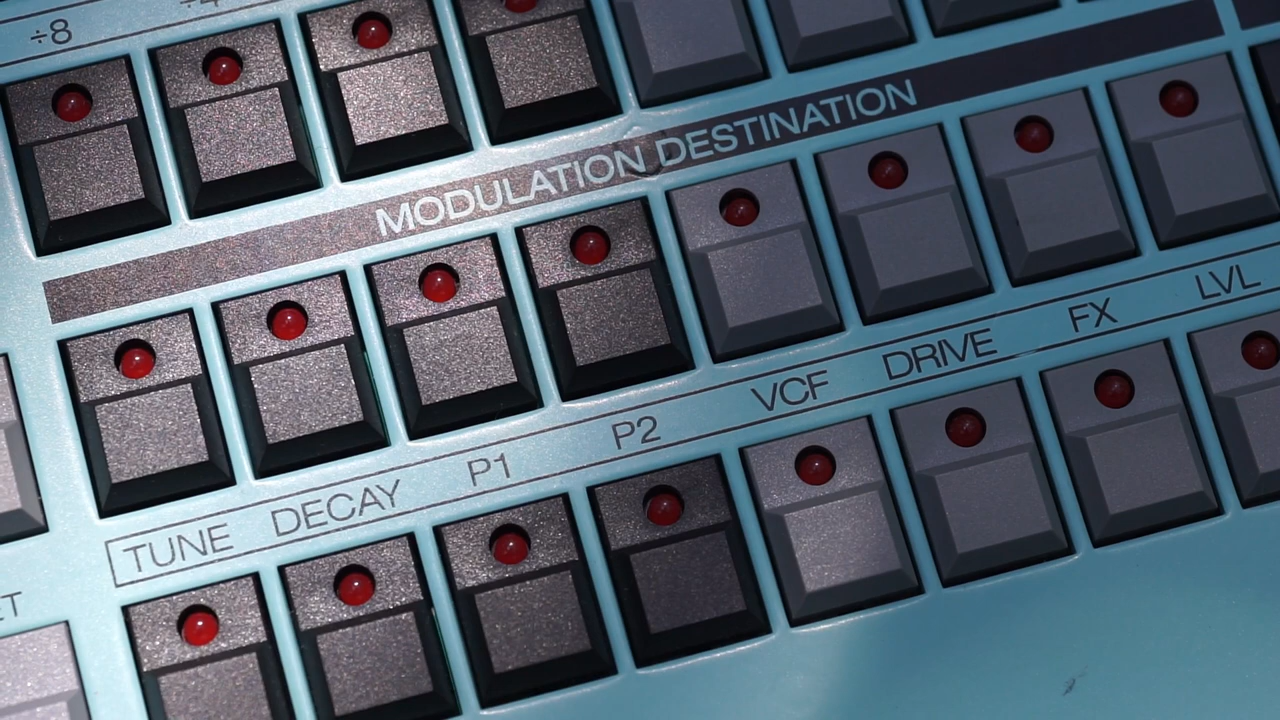 ÷8
MODULATION DESTINATION
TUNE DECAY P1 P2 VCF DRIVE FX LVL